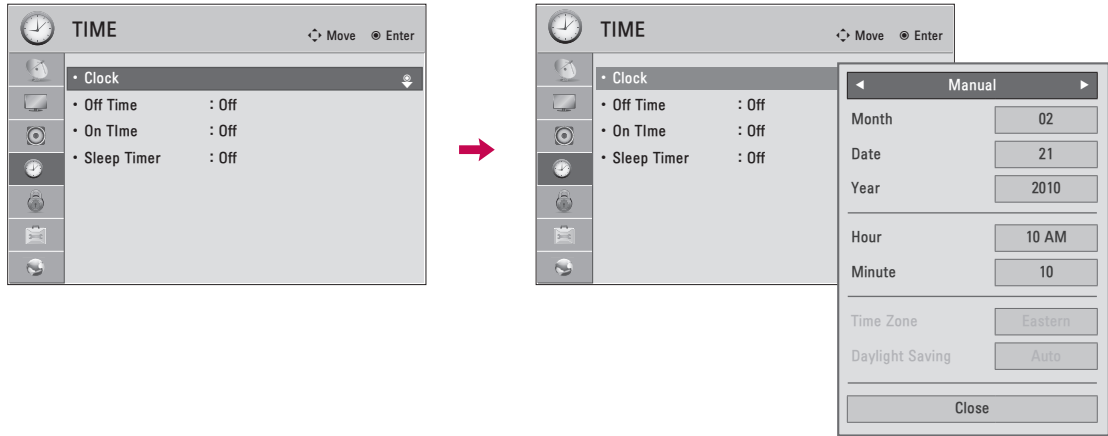 TIME
Move Enter
• Clock
• Off Time : Off
• On TIme : Off
• Sleep Timer : Off
TIME
Move Enter
• Clock
• Off Time : Off
• On TIme : Off
• Sleep Timer : Off
◄ Manual ►
Month 02
Date 21
Year 2010
Hour 10 AM
Minute 10
Time Zone Eastern
Daylight Saving Auto
Close